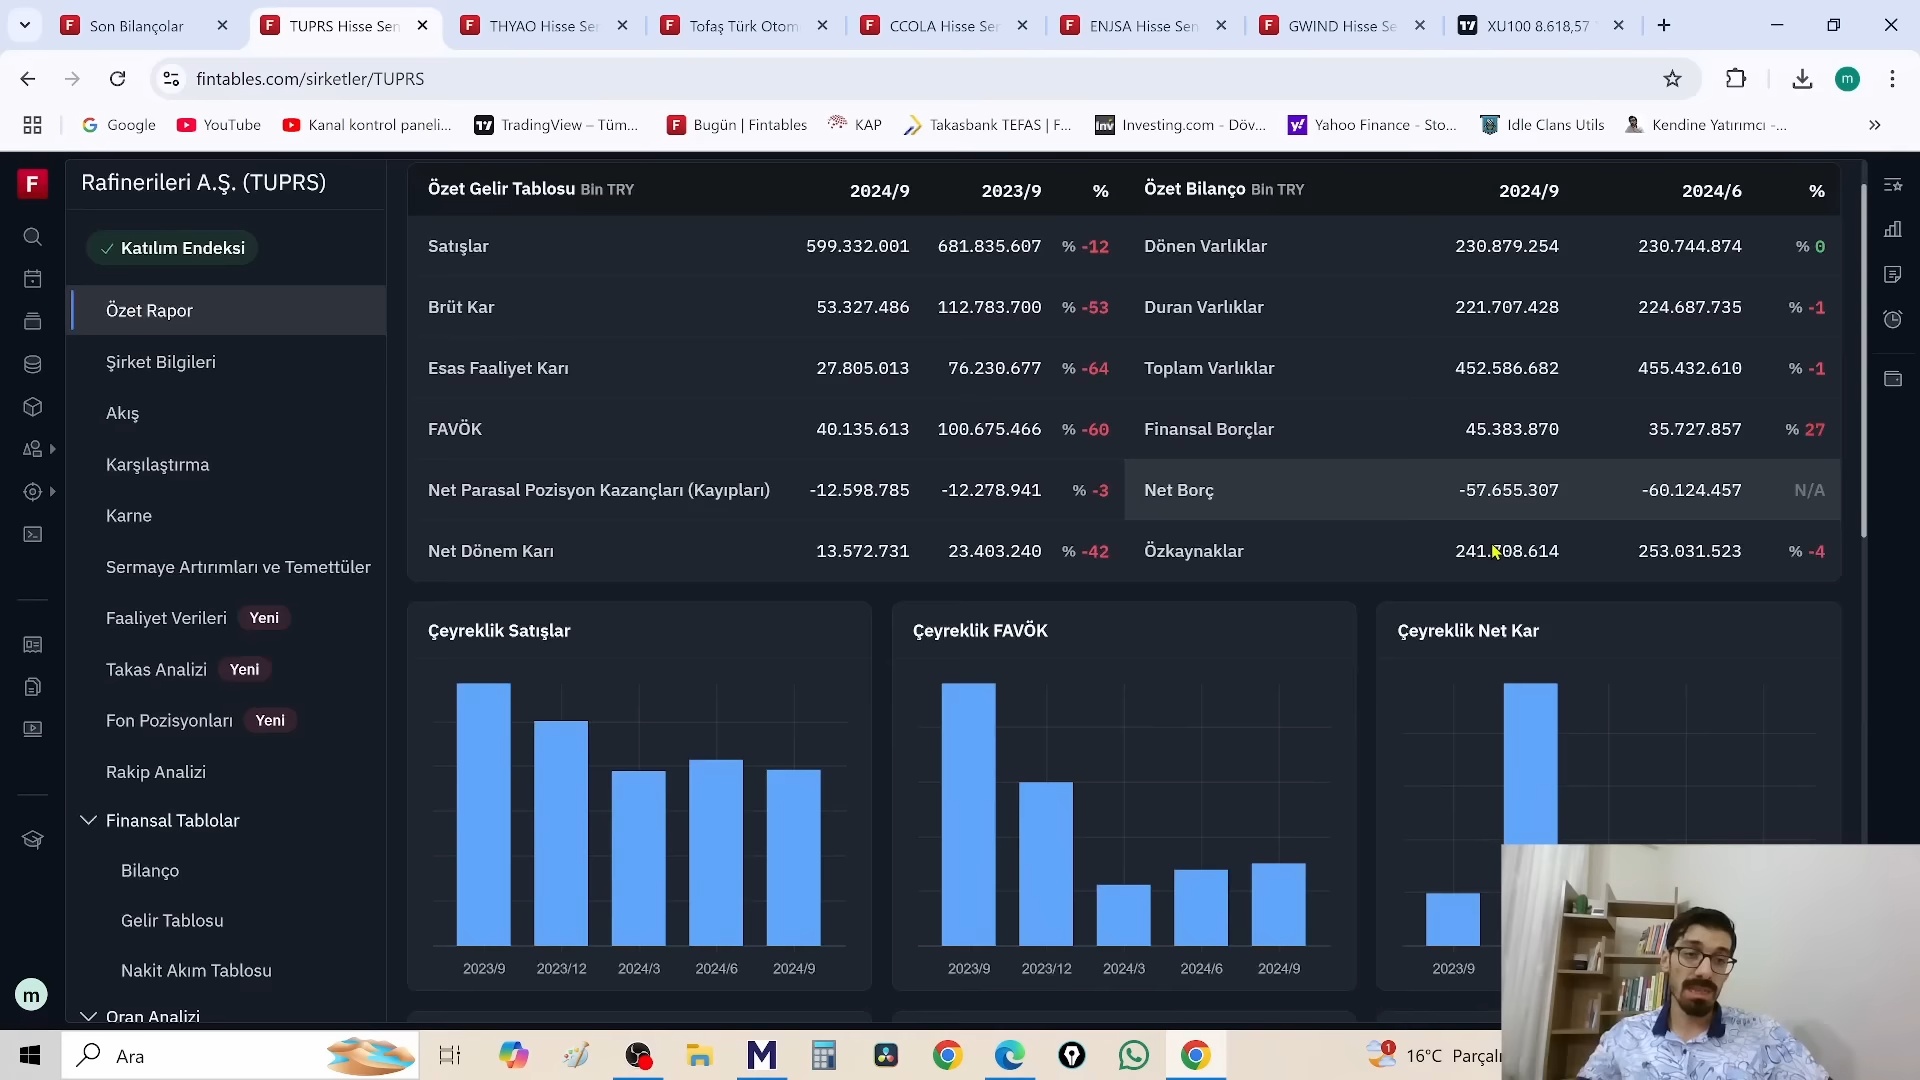 Son Bilançolar
TUPRS Hisse Sen
THYAO Hisse Se
Tofaş Türk Otom
CCOLA Hisse Se
ENJSA Hisse Sen
GWIND Hisse Se
XU100 8.618,57
fintables.com/sirketler/TUPRS
m
Google
YouTube
Kanal kontrol paneli...
TradingView – Tüm...
Bugün | Fintables
KAP
Takasbank TEFAS | F...
Investing.com - Döv...
Yahoo Finance - Sto...
Idle Clans Utils
Kendine Yatırımcı -...
F
Rafinerileri A.Ş. (TUPRS)
Katılım Endeksi
Özet Rapor
Şirket Bilgileri
Akış
Karşılaştırma
Karne
Sermaye Artırımları ve Temettüler
Faaliyet Verileri Yeni
Takas Analizi Yeni
Fon Pozisyonları Yeni
Rakip Analizi
Finansal Tablolar
Bilanço
Gelir Tablosu
Nakit Akım Tablosu
Oran Analizi
m
Özet Gelir Tablosu Bin TRY 2024/9 2023/9 %
Satışlar 599.332.001 681.835.607 % -12
Brüt Kar 53.327.486 112.783.700 % -53
Esas Faaliyet Karı 27.805.013 76.230.677 % -64
FAVÖK 40.135.613 100.675.466 % -60
Net Parasal Pozisyon Kazançları (Kayıpları) -12.598.785 -12.278.941 % -3
Net Dönem Karı 13.572.731 23.403.240 % -42
Özet Bilanço Bin TRY 2024/9 2024/6 %
Dönen Varlıklar 230.879.254 230.744.874 % 0
Duran Varlıklar 221.707.428 224.687.735 % -1
Toplam Varlıklar 452.586.682 455.432.610 % -1
Finansal Borçlar 45.383.870 35.727.857 % 27
Net Borç -57.655.307 -60.124.457 N/A
Özkaynaklar 241.708.614 253.031.523 % -4
Çeyreklik Satışlar
2023/9 2023/12 2024/3 2024/6 2024/9
Çeyreklik FAVÖK
2023/9 2023/12 2024/3 2024/6 2024/9
Çeyreklik Net Kar
2023/9
Ara
1
16°C Parçalı